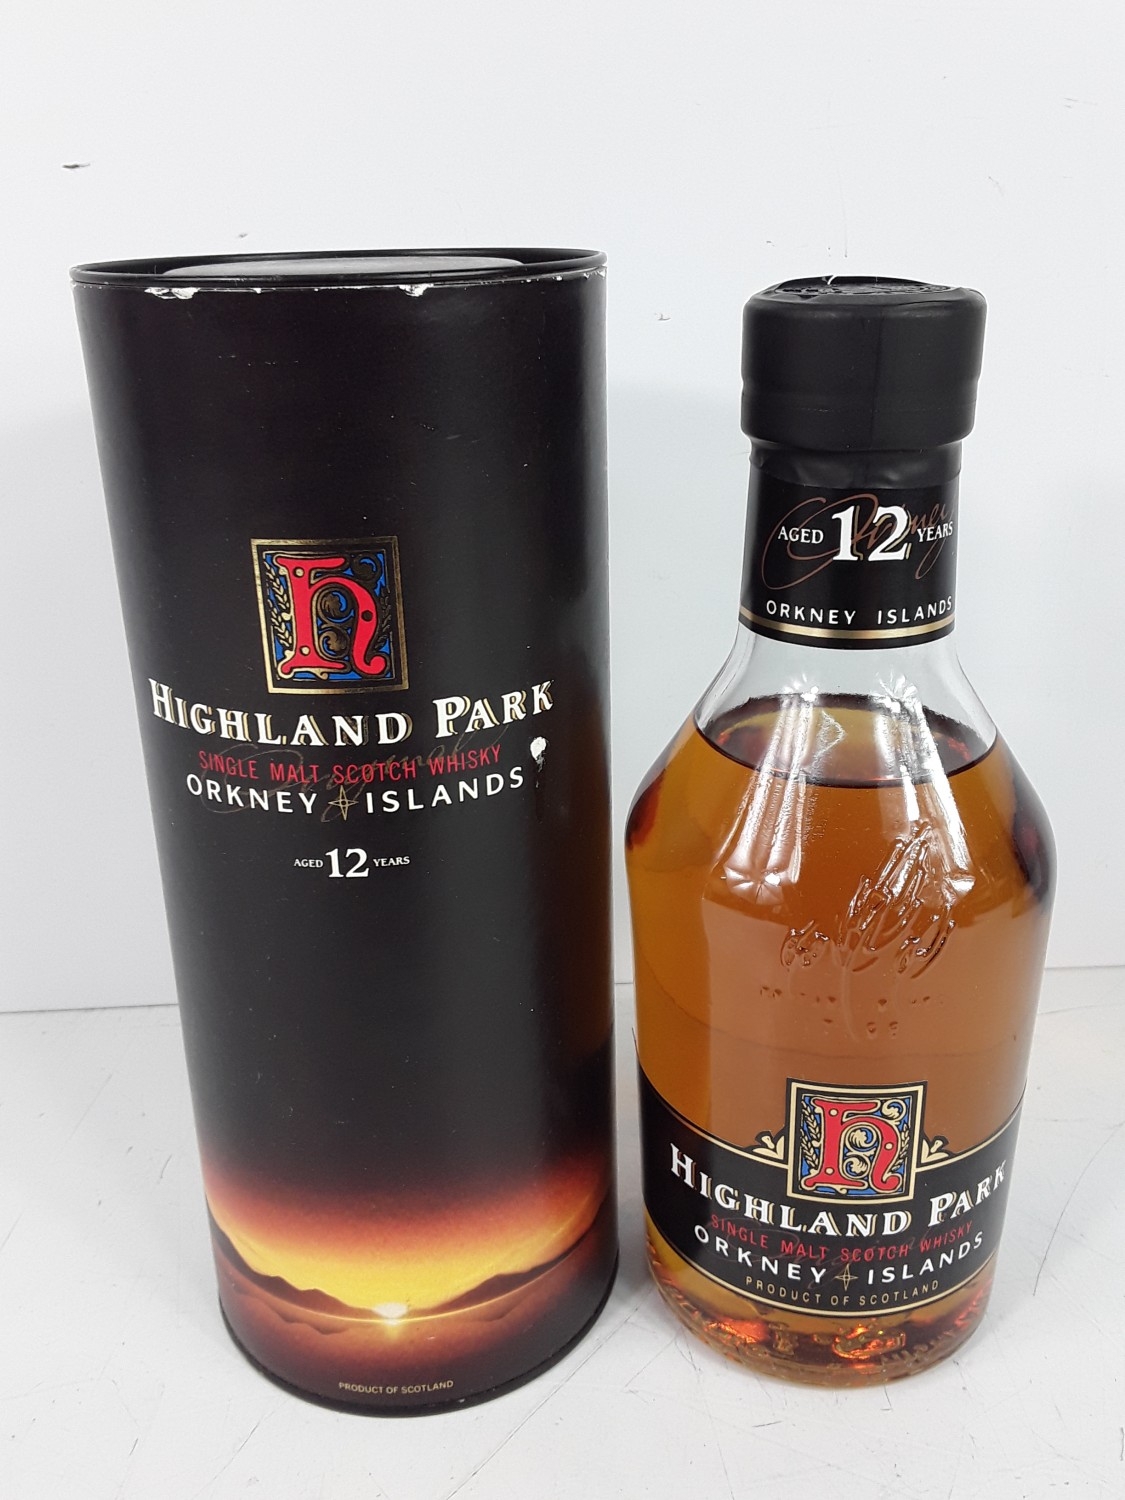 h
HIGHLAND PARK
SINGLE MALT SCOTCH WHISKY
ORKNEY ISLANDS
AGED 12 YEARS
PRODUCT OF SCOTLAND
AGED 12 YEARS
ORKNEY ISLANDS
h
HIGHLAND PARK
SINGLE MALT SCOTCH WHISKY
ORKNEY ISLANDS
PRODUCT OF SCOTLAND